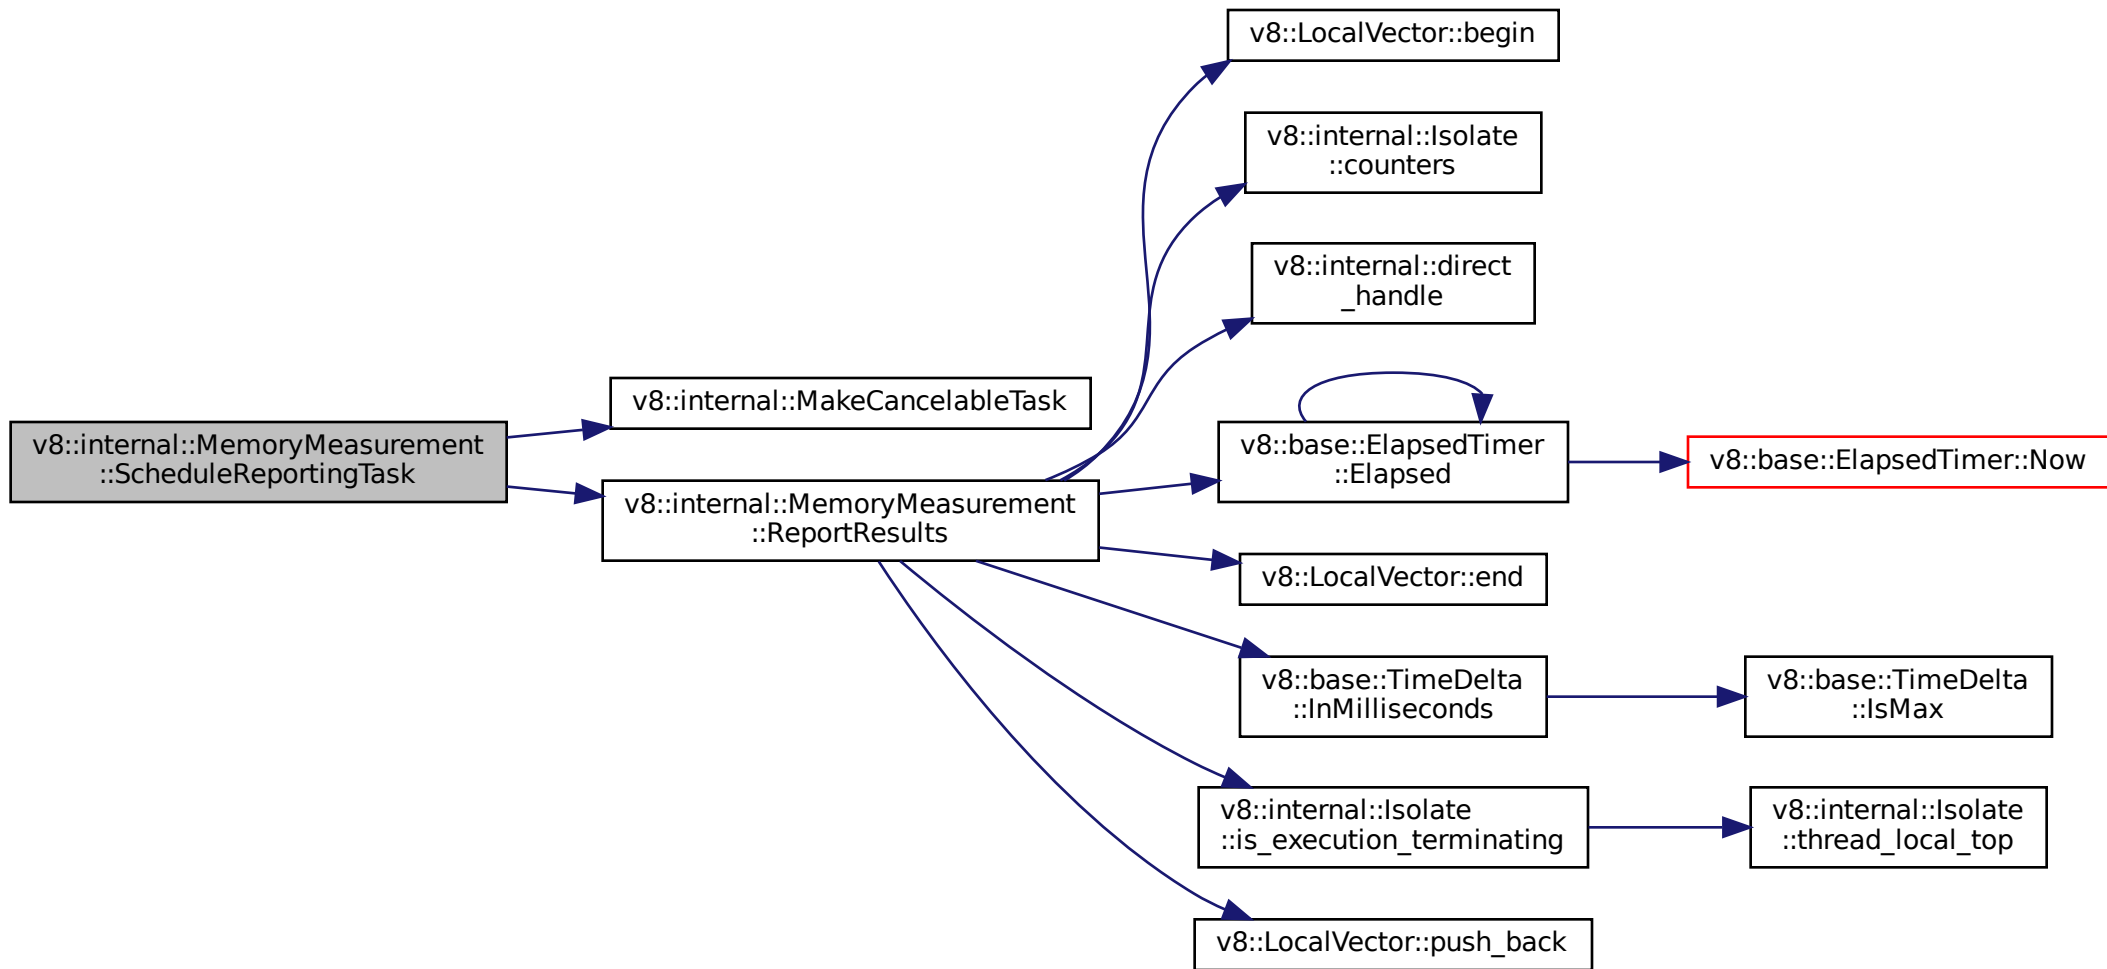 v8::LocalVector::begin
v8::internal::Isolate
::counters
v8::internal::direct
_handle
v8::internal::MakeCancelableTask
v8::internal::MemoryMeasurement
::ScheduleReportingTask
v8::base::ElapsedTimer
::Elapsed
v8::base::ElapsedTimer::Now
v8::internal::MemoryMeasurement
::ReportResults
v8::LocalVector::end
v8::base::TimeDelta
::InMilliseconds
v8::base::TimeDelta
::IsMax
v8::internal::Isolate
::is_execution_terminating
v8::internal::Isolate
::thread_local_top
v8::LocalVector::push_back